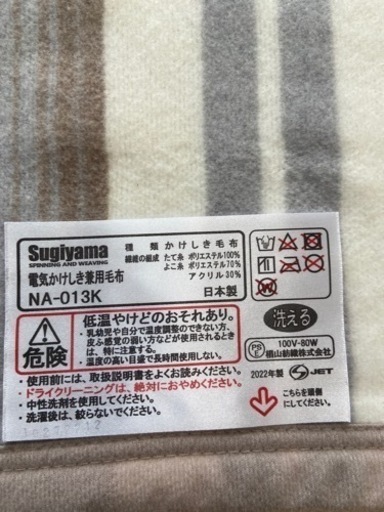 Sugiyama
SPINNING AND WEAVING
電気かけしき兼用毛布
NA-013K
種類 かけしき毛布
繊維の組成 たて糸 ポリエステル100%
よこ糸 ポリエステル70%
アクリル30%
日本製
危険
低温やけどのおそれあり。
・乳幼児や自分で温度調整のできない方、
皮ふ感覚の弱い方などが使用されるとき
は、特に注意する。
・温度の高い目盛で長時間使用しない。
・使用前には、取扱説明書をよくお読みください。
・ドライクリーニングは、絶対におやめください。
・中性洗剤を使用する。
・洗濯後は、絞らないでください。
洗える
PSE
100V-80W
椙山紡織株式会社
2022年製
S JET
こちらを頭側
にしてください